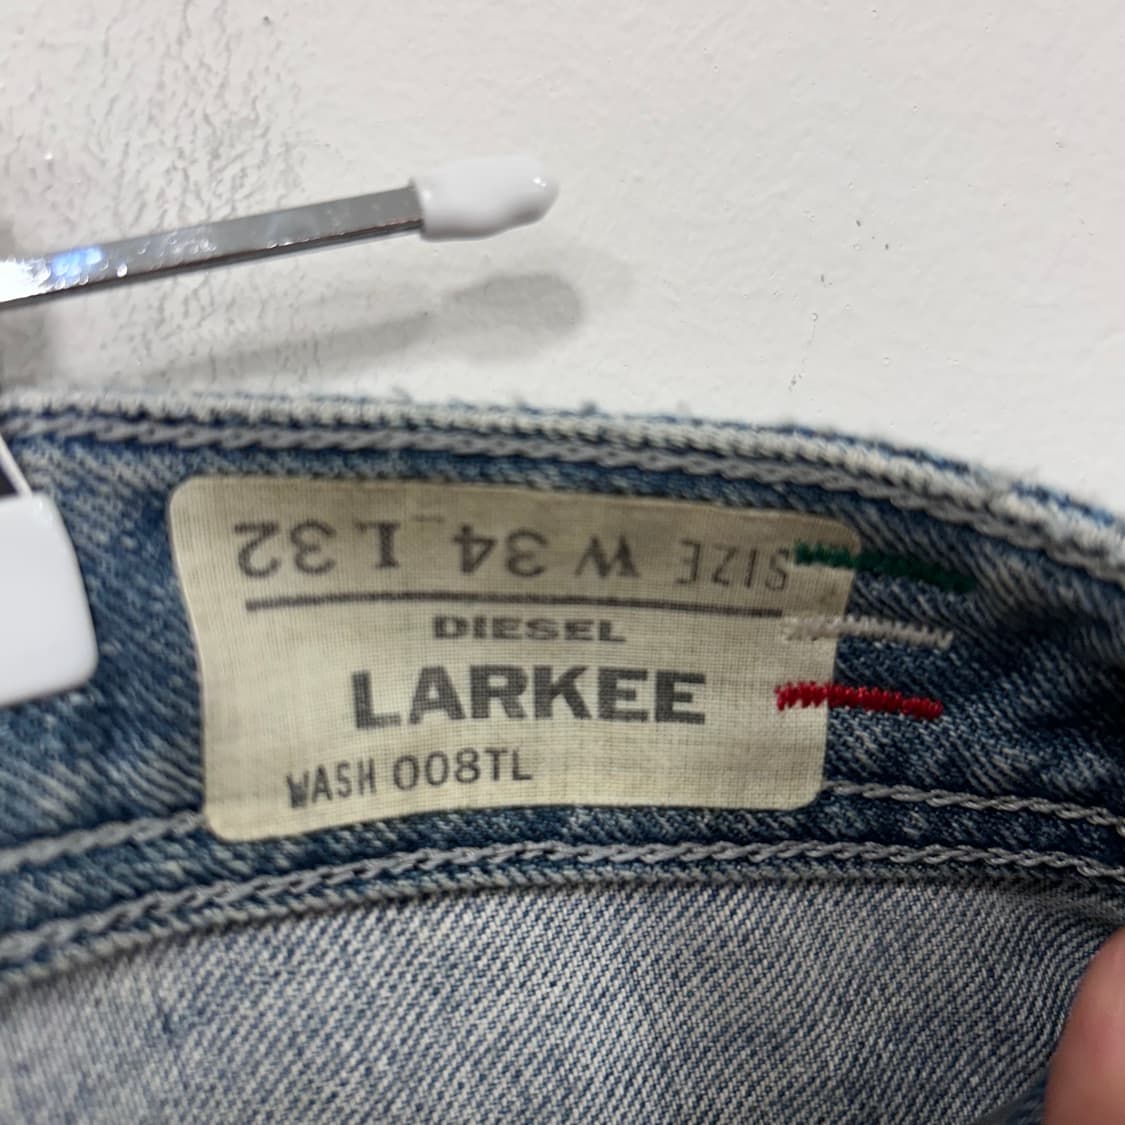 SIZE W 34 L 32
DIESEL
LARKEE
WASH 008TL